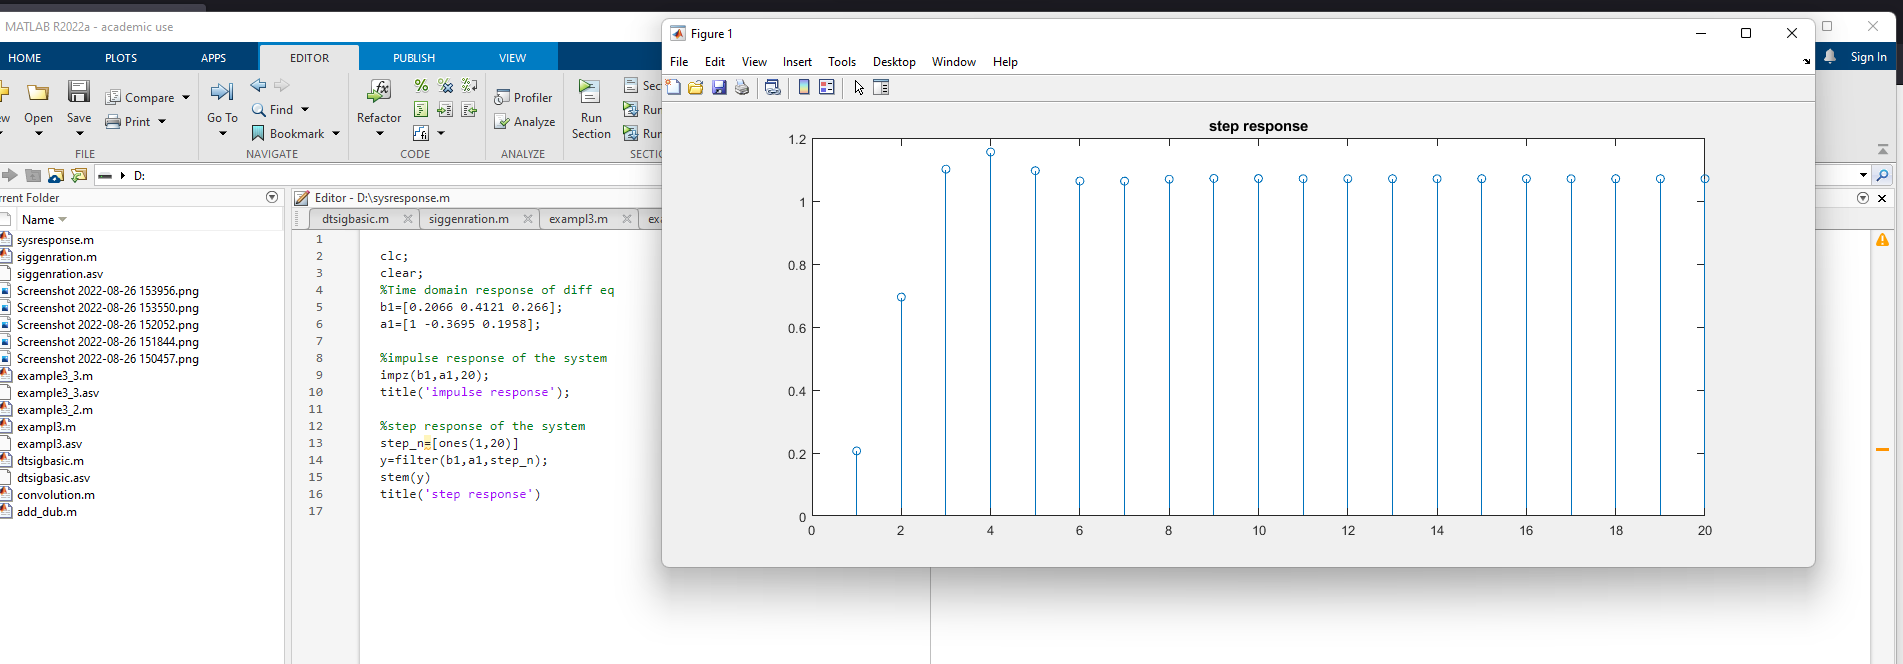 MATLAB R2022a - academic use
HOME PLOTS APPS EDITOR PUBLISH VIEW
Sign In
Open Save Compare Print
Go To Find Bookmark
Refactor
Profiler Analyze
Run Section
FILE NAVIGATE CODE ANALYZE
D:
Name
sysresponse.m
siggenration.m
siggenration.asv
Screenshot 2022-08-26 153956.png
Screenshot 2022-08-26 153550.png
Screenshot 2022-08-26 152052.png
Screenshot 2022-08-26 151844.png
Screenshot 2022-08-26 150457.png
example3_3.m
example3_3.asv
example3_2.m
exampl3.m
exampl3.asv
dtsigbasic.m
dtsigbasic.asv
convolution.m
add_dub.m
Editor - D:\sysresponse.m
dtsigbasic.m siggenration.m exampl3.m
1
2 clc;
3 clear;
4 %Time domain response of diff eq
5 b1=[0.2066 0.4121 0.266];
6 a1=[1 -0.3695 0.1958];
7
8 %impulse response of the system
9 impz(b1,a1,20);
10 title('impulse response');
11
12 %step response of the system
13 step_n=[ones(1,20)]
14 y=filter(b1,a1,step_n);
15 stem(y)
16 title('step response')
17
Figure 1
File Edit View Insert Tools Desktop Window Help
step response
1.2
1
0.8
0.6
0.4
0.2
0
0 2 4 6 8 10 12 14 16 18 20